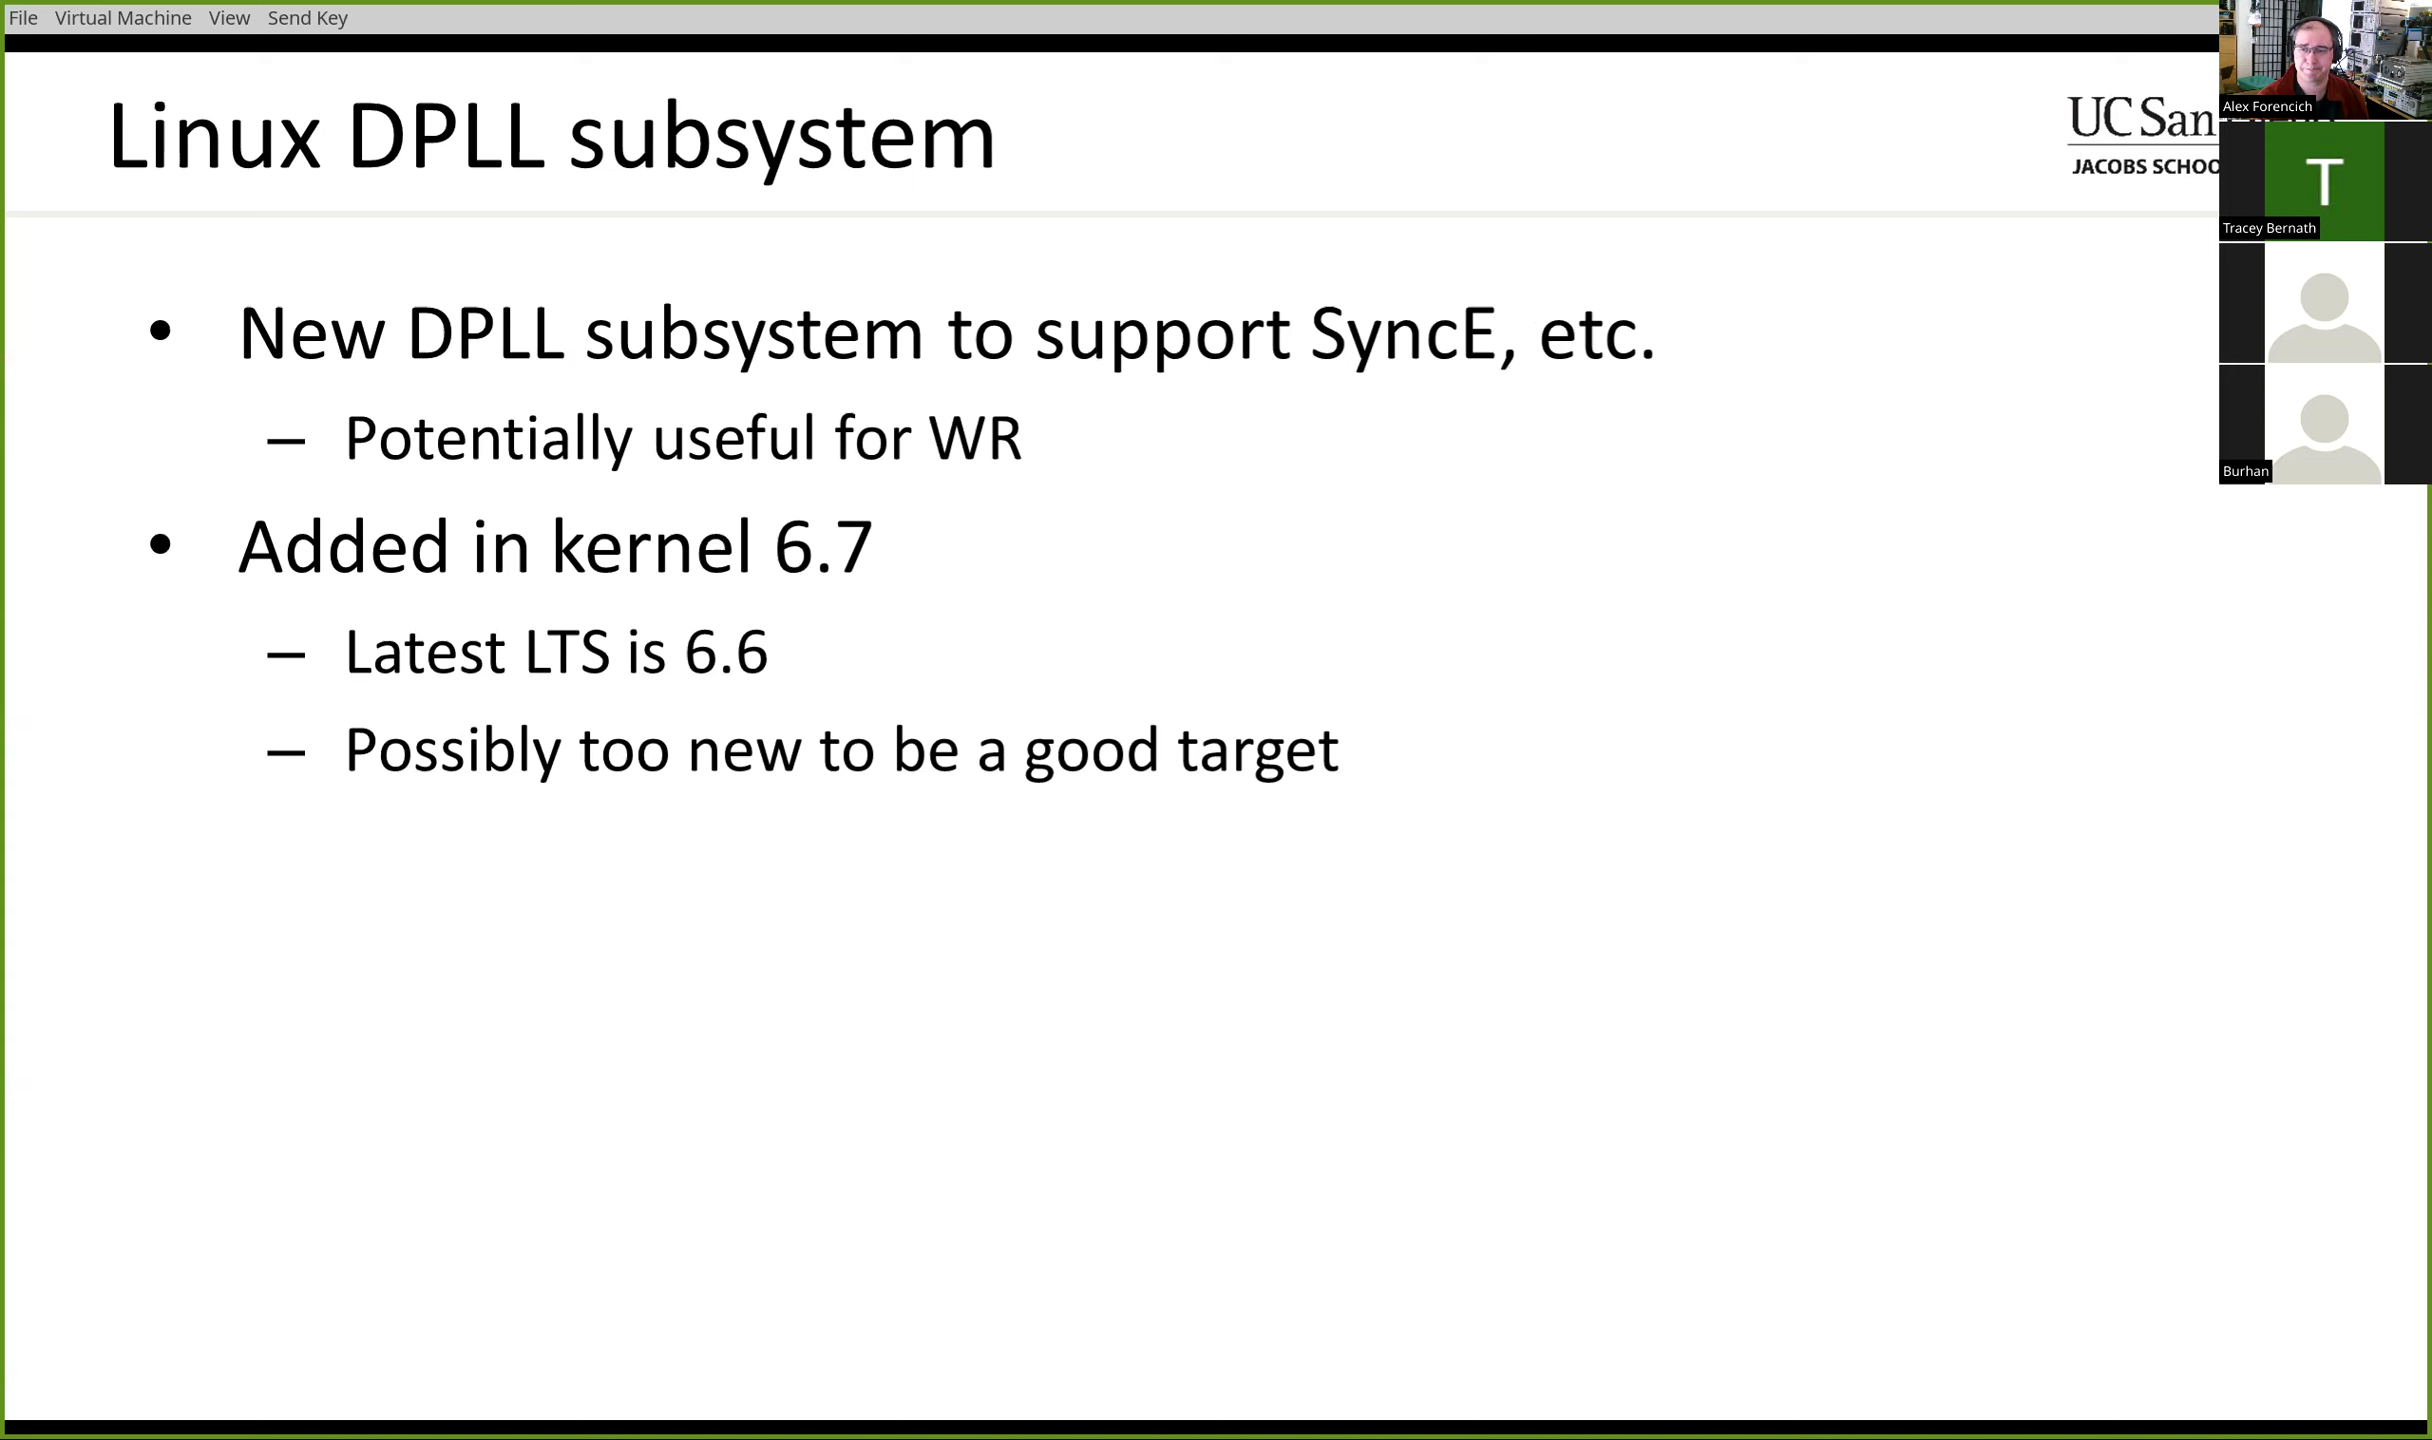 File Virtual Machine View Send Key
Linux DPLL subsystem
UC San
JACOBS SCHOO
• New DPLL subsystem to support SyncE, etc.
– Potentially useful for WR
• Added in kernel 6.7
– Latest LTS is 6.6
– Possibly too new to be a good target
Alex Forencich
T
Tracey Bernath
Burhan